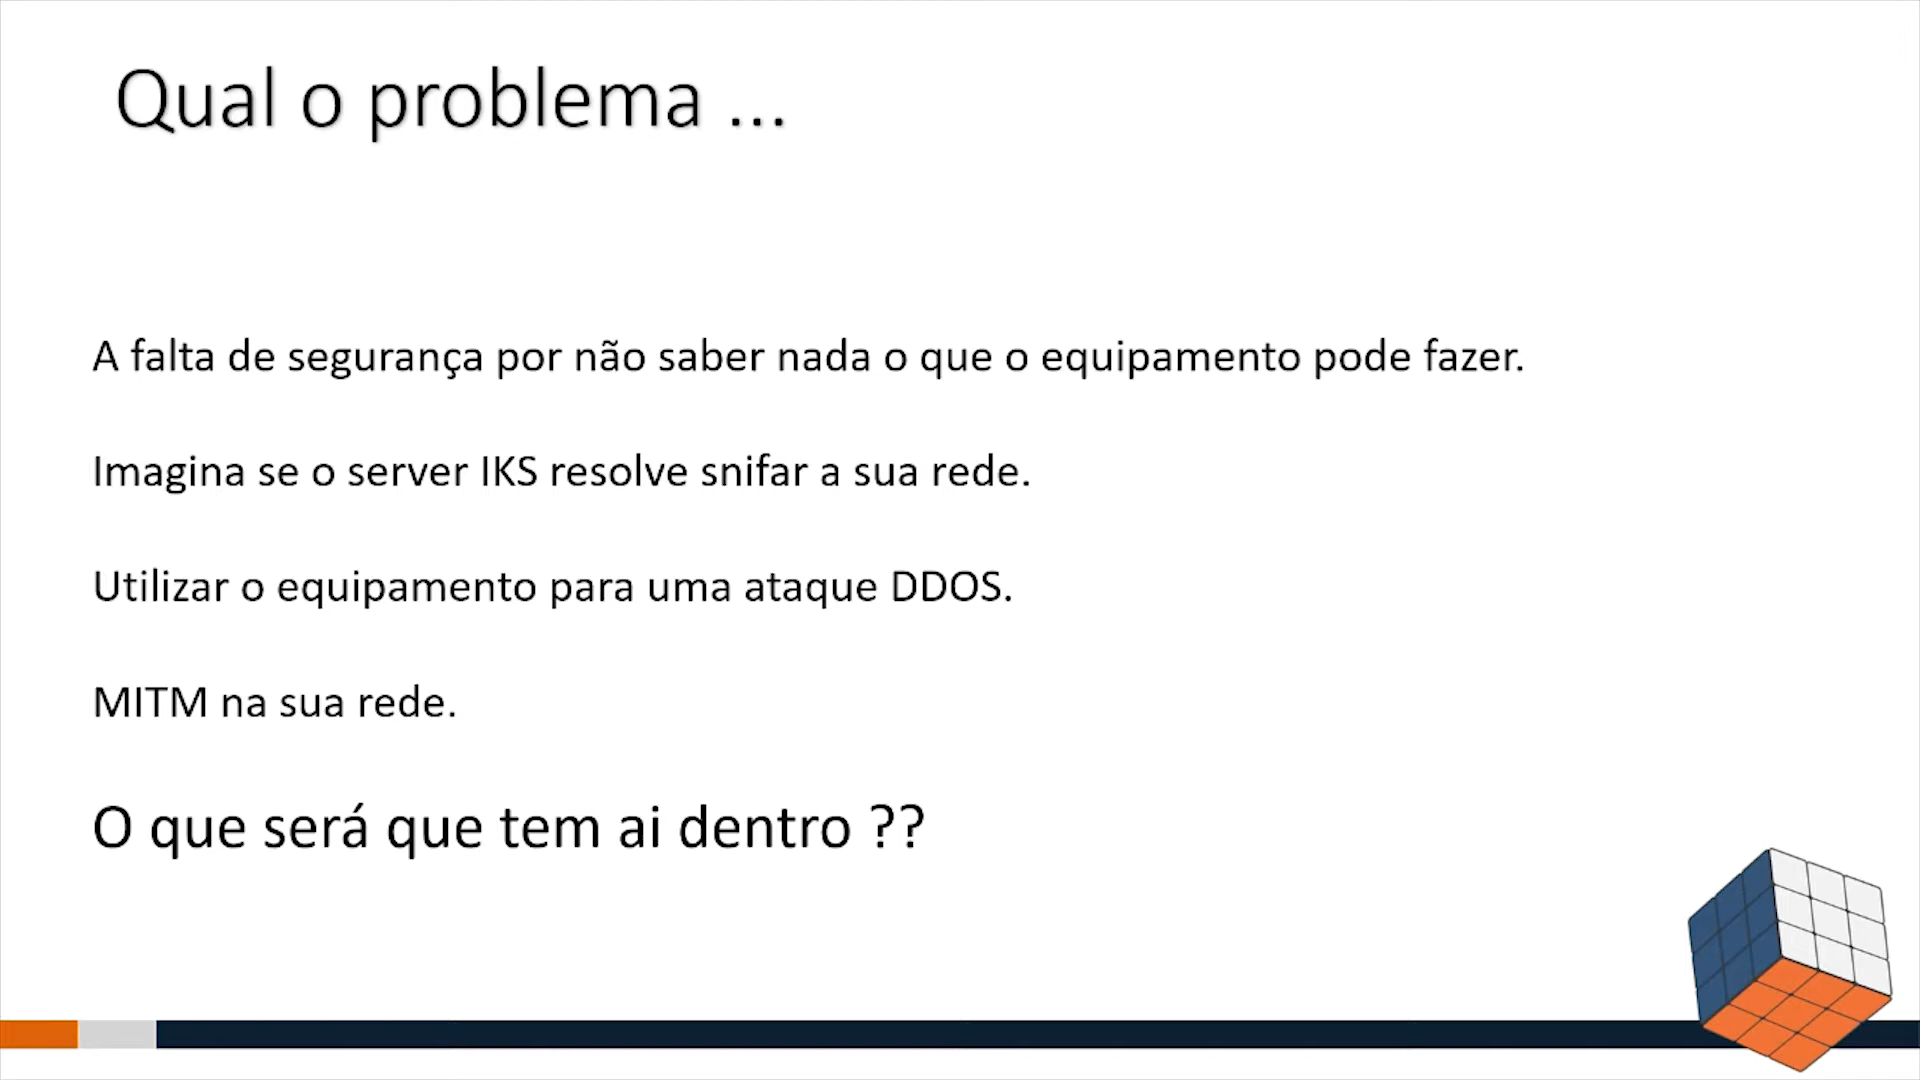 Qual o problema ...
A falta de segurança por não saber nada o que o equipamento pode fazer.
Imagina se o server IKS resolve snifar a sua rede.
Utilizar o equipamento para uma ataque DDOS.
MITM na sua rede.
O que será que tem ai dentro ??